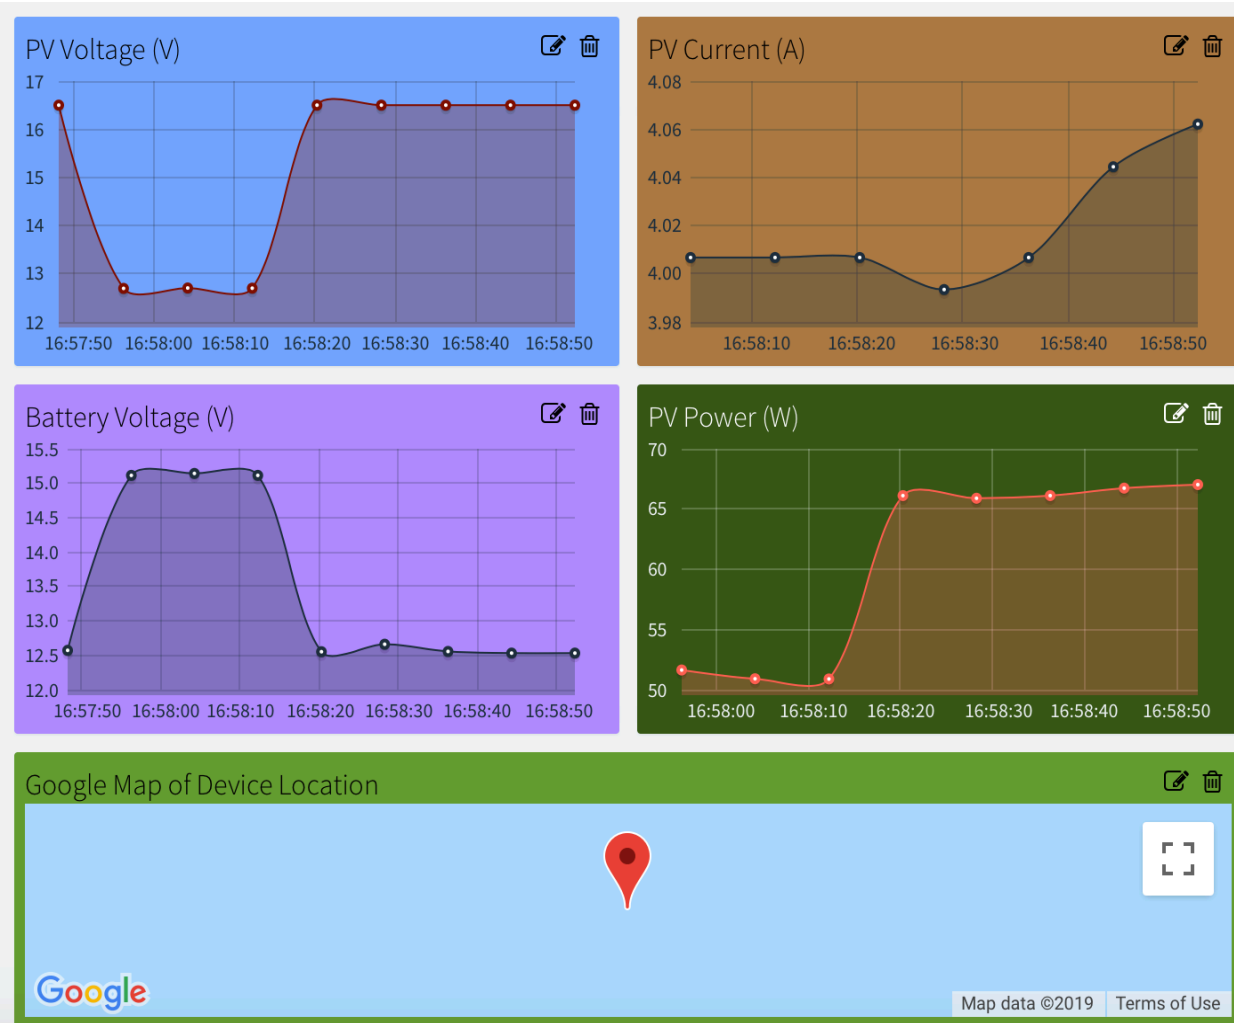 PV Voltage (V)
17
16
15
14
13
12
16:57:50 16:58:00 16:58:10 16:58:20 16:58:30 16:58:40 16:58:50
PV Current (A)
4.08
4.06
4.04
4.02
4.00
3.98
16:58:10 16:58:20 16:58:30 16:58:40 16:58:50
Battery Voltage (V)
15.5
15.0
14.5
14.0
13.5
13.0
12.5
12.0
16:57:50 16:58:00 16:58:10 16:58:20 16:58:30 16:58:40 16:58:50
PV Power (W)
70
65
60
55
50
16:58:00 16:58:10 16:58:20 16:58:30 16:58:40 16:58:50
Google Map of Device Location
Google
Map data ©2019 Terms of Use